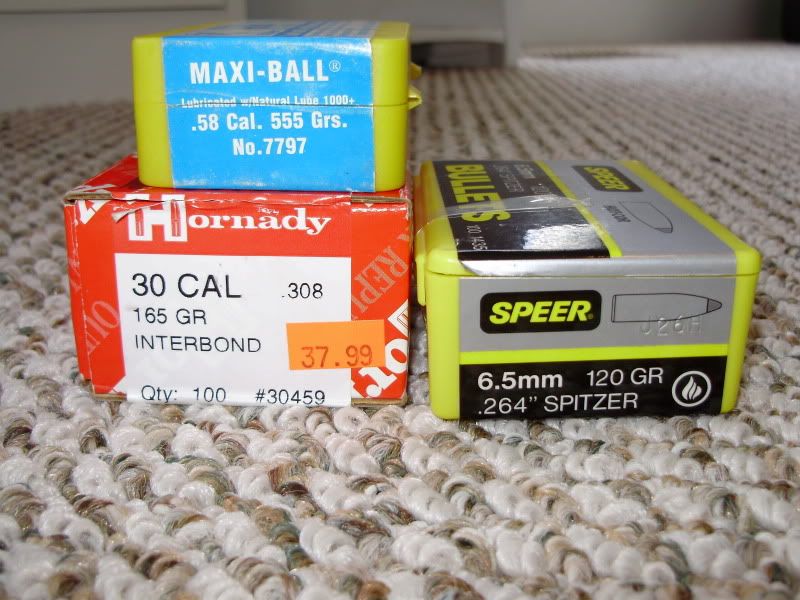 MAXI-BALL®
Lubricated w/Natural Lube 1000+
.58 Cal. 555 Grs.
No.7797
Hornady
30 CAL .308
165 GR
INTERBOND
37.99
Qty: 100 #30459
SPEER
BULLETS
SPEER®
J26H
6.5mm 120 GR
.264" SPITZER